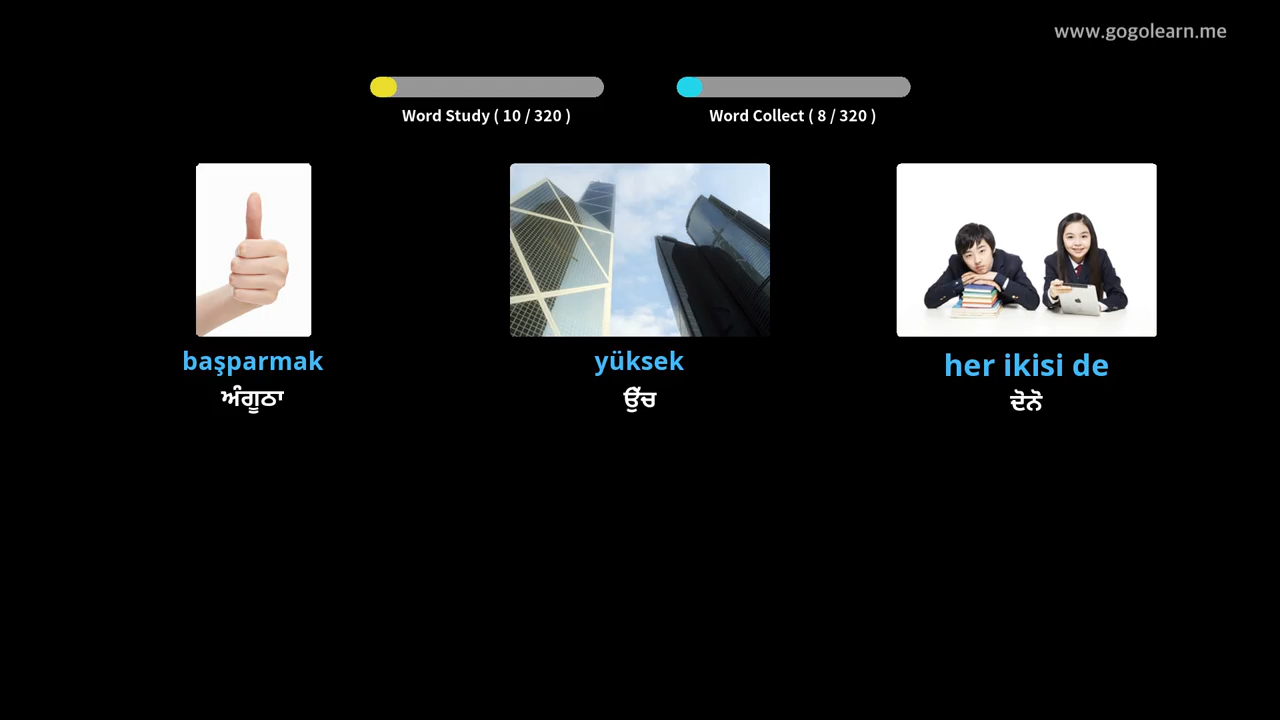 www.gogolearn.me
Word Study ( 10 / 320 )
Word Collect ( 8 / 320 )
başparmak
yüksek
her ikisi de
ਅੰਗੂਠਾ
ਉੱਚ
ਦੋਨੋ